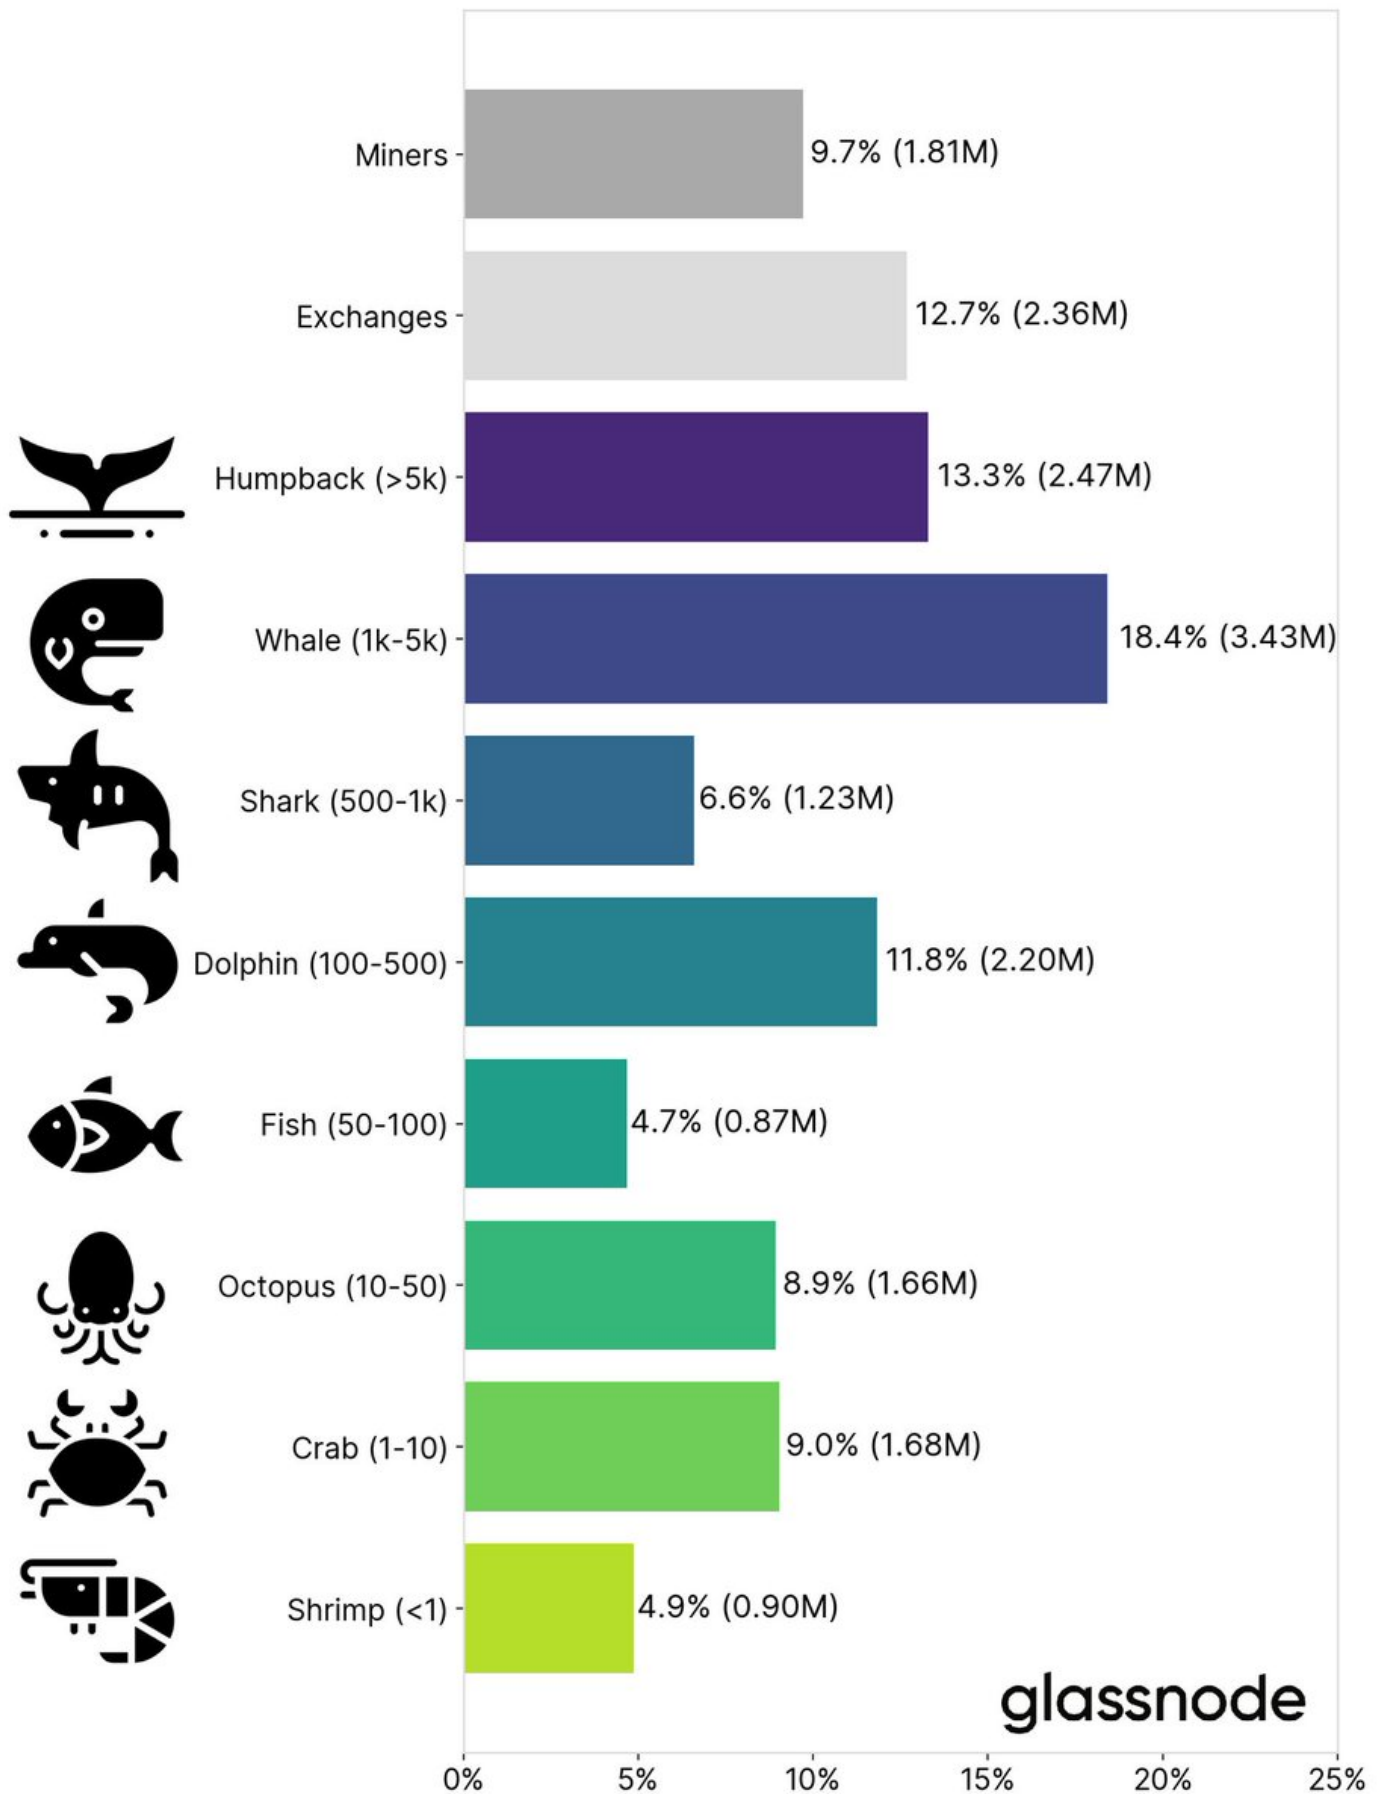 Miners
9.7% (1.81M)
Exchanges
12.7% (2.36M)
Humpback (>5k)
13.3% (2.47M)
Whale (1k-5k)
18.4% (3.43M)
Shark (500-1k)
6.6% (1.23M)
Dolphin (100-500)
11.8% (2.20M)
Fish (50-100)
4.7% (0.87M)
Octopus (10-50)
8.9% (1.66M)
Crab (1-10)
9.0% (1.68M)
Shrimp (<1)
4.9% (0.90M)
glassnode
0% 5% 10% 15% 20% 25%